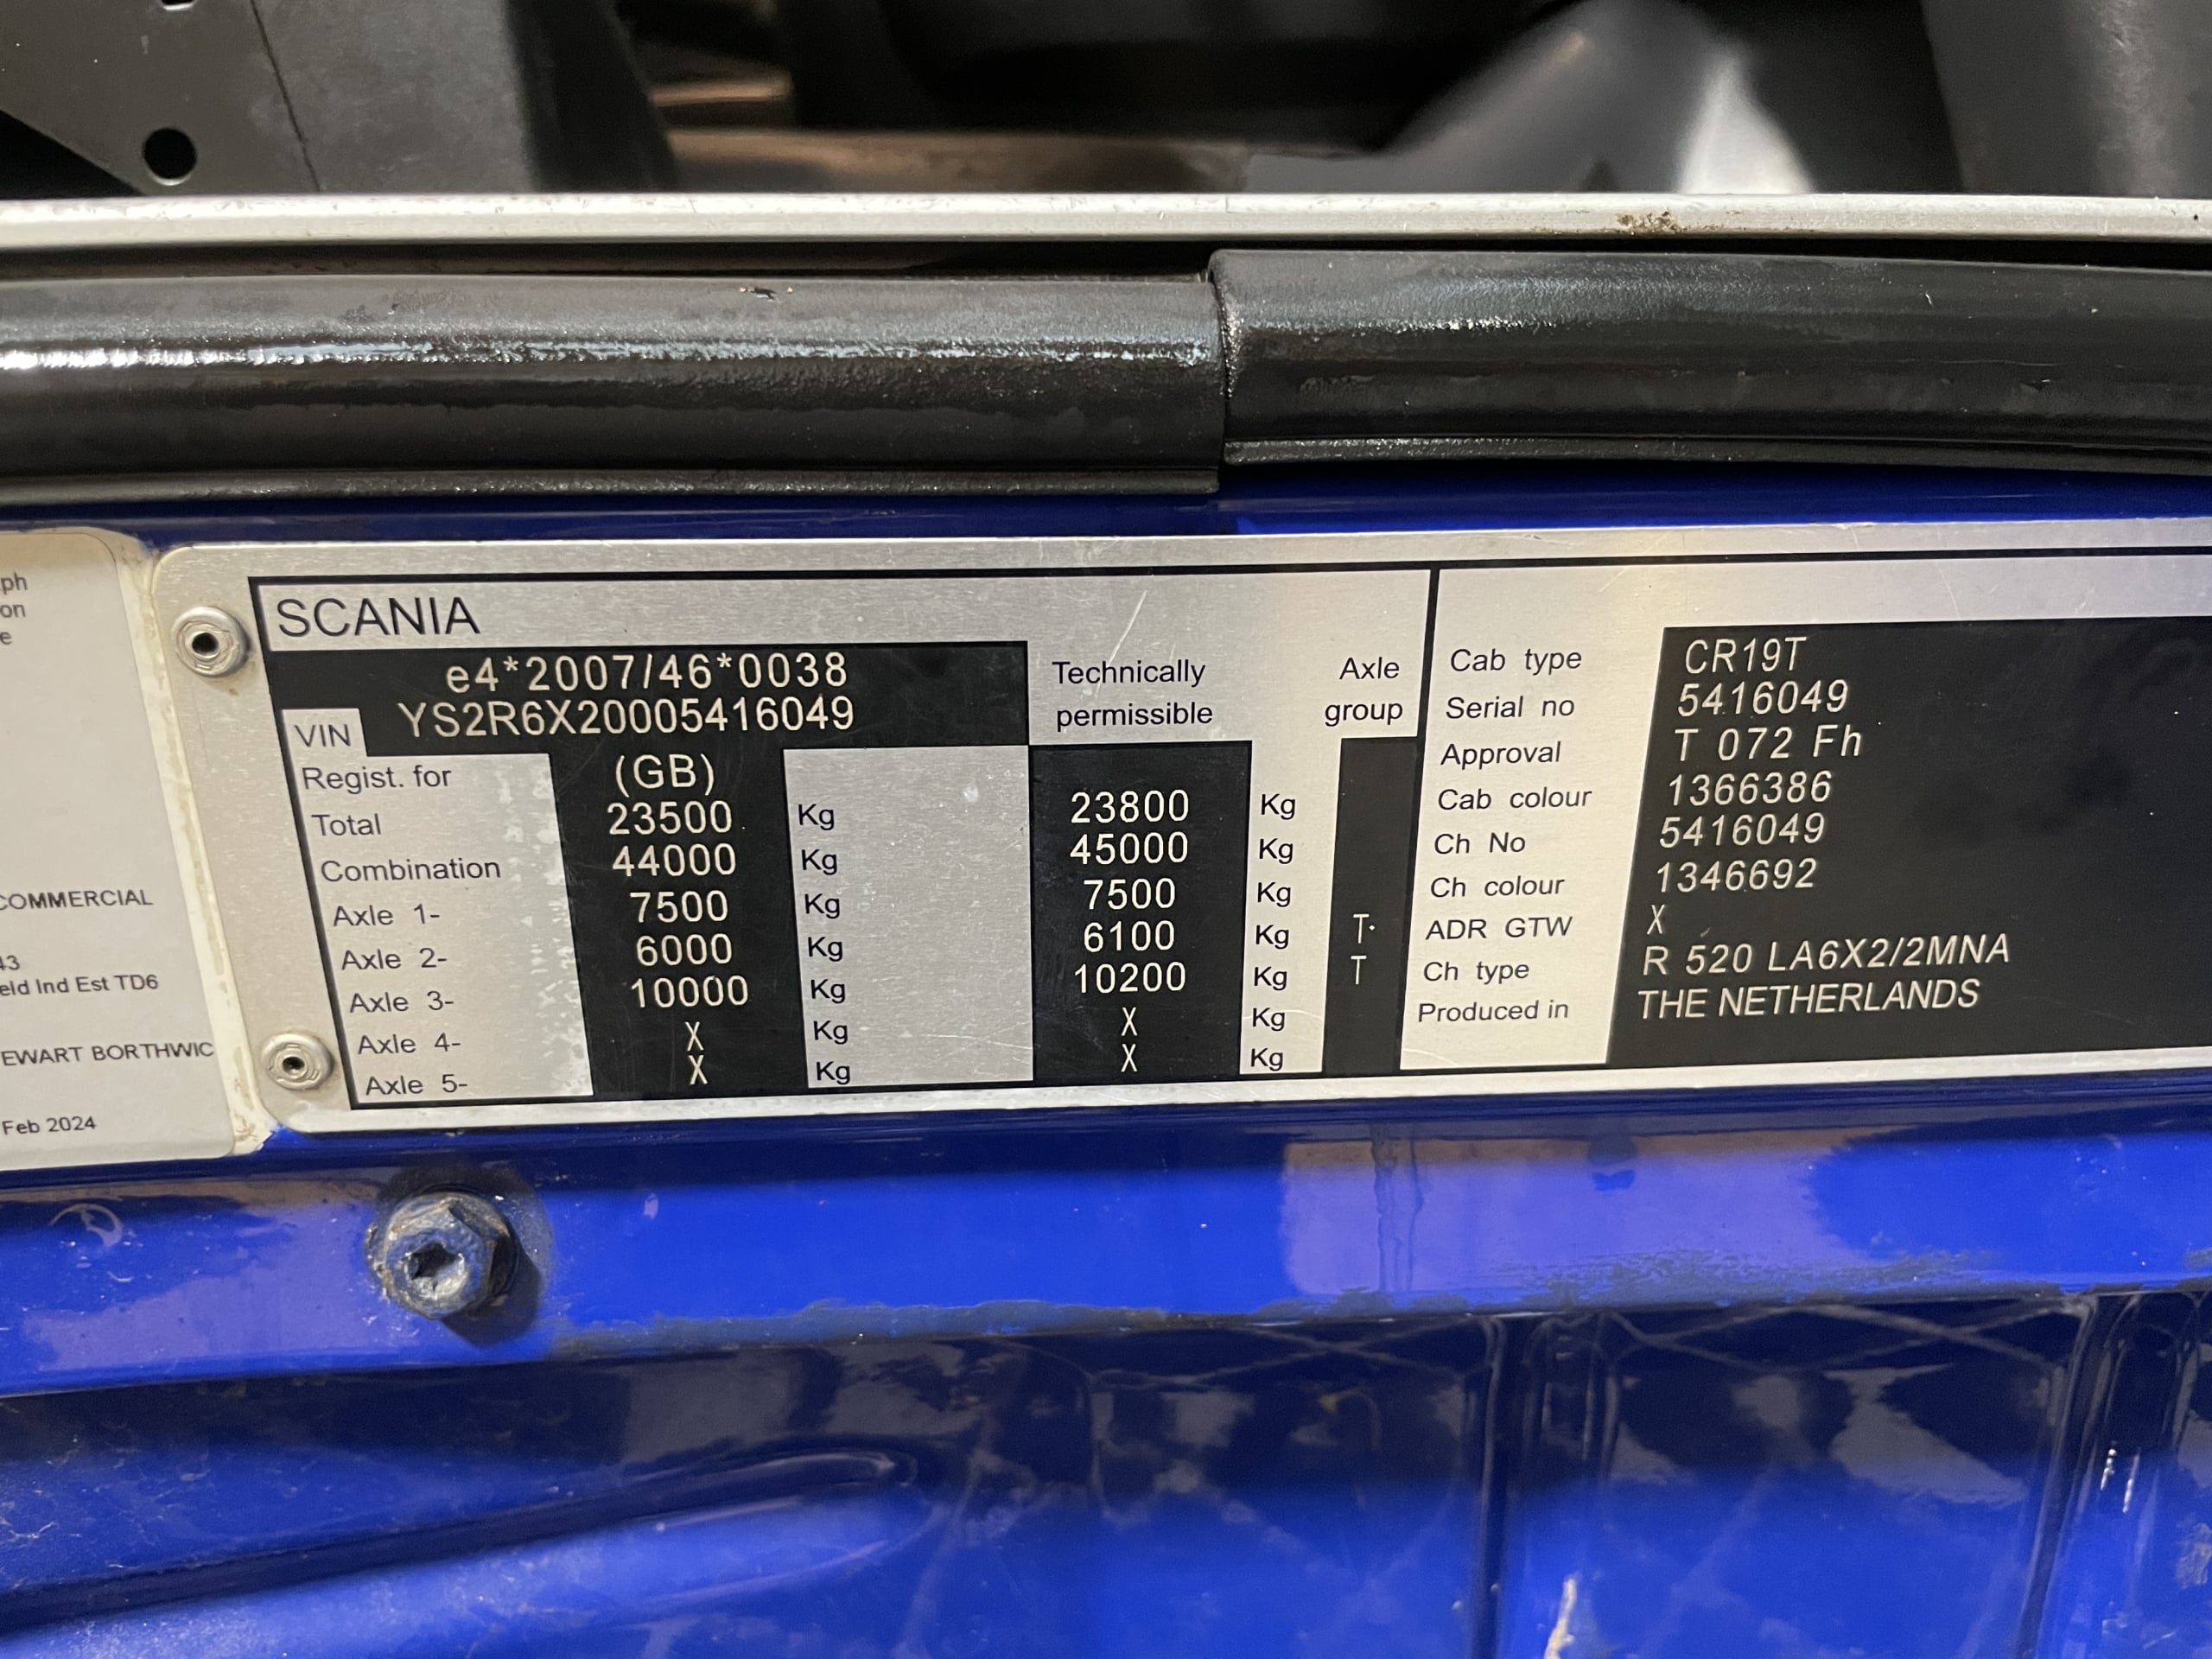 ph
on
e
COMMERCIAL
43
eld Ind Est TD6
EWART BORTHWIC
Feb 2024
SCANIA
e4*2007/46*0038
VIN YS2R6X20005416049
Technically permissible
Axle group
Regist. for (GB)
Total 23500 Kg 23800 Kg
Combination 44000 Kg 45000 Kg
Axle 1- 7500 Kg 7500 Kg
Axle 2- 6000 Kg 6100 Kg T
Axle 3- 10000 Kg 10200 Kg T
Axle 4- X Kg X Kg
Axle 5- X Kg X Kg
Cab type CR19T
Serial no 5416049
Approval T 072 Fh
Cab colour 1366386
Ch No 5416049
Ch colour 1346692
ADR GTW X
Ch type R 520 LA6X2/2MNA
Produced in THE NETHERLANDS